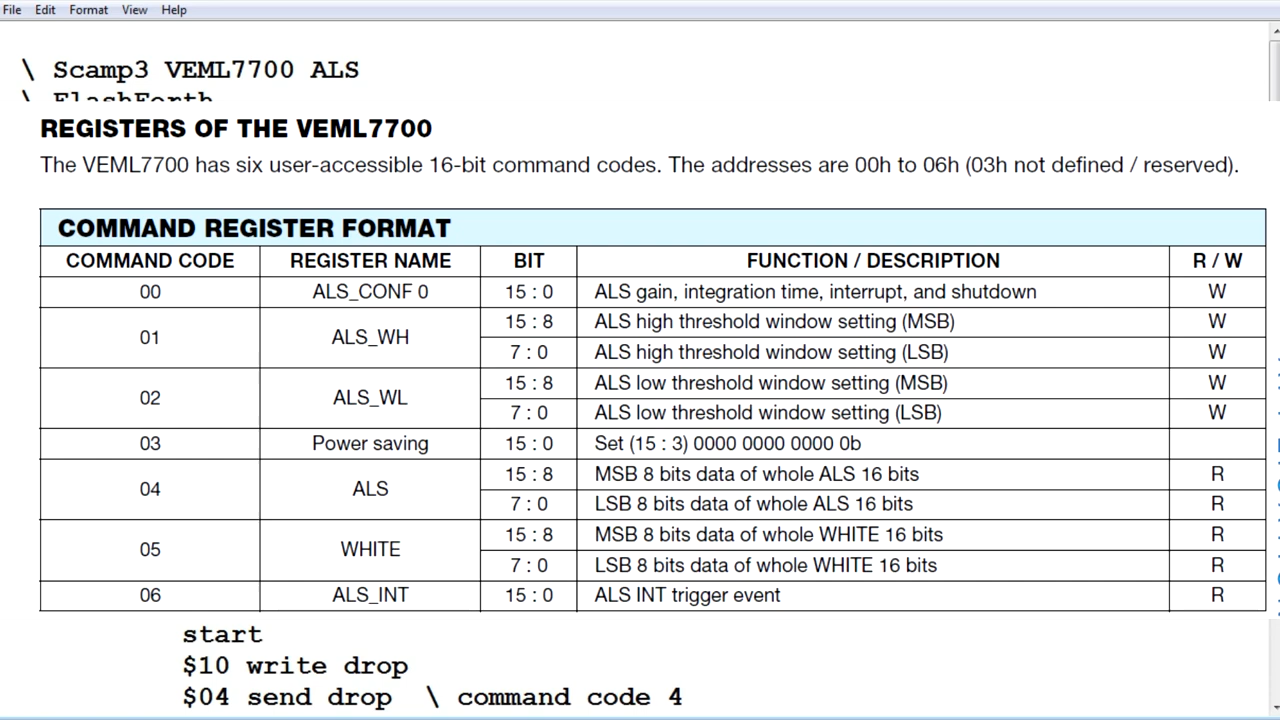 File Edit Format View Help
\ Scamp3 VEML7700 ALS
\ FlashForth
REGISTERS OF THE VEML7700
The VEML7700 has six user-accessible 16-bit command codes. The addresses are 00h to 06h (03h not defined / reserved).
COMMAND REGISTER FORMAT
COMMAND CODE REGISTER NAME BIT FUNCTION / DESCRIPTION R / W
00 ALS_CONF 0 15 : 0 ALS gain, integration time, interrupt, and shutdown W
01 ALS_WH 15 : 8 ALS high threshold window setting (MSB) W
7 : 0 ALS high threshold window setting (LSB) W
02 ALS_WL 15 : 8 ALS low threshold window setting (MSB) W
7 : 0 ALS low threshold window setting (LSB) W
03 Power saving 15 : 0 Set (15 : 3) 0000 0000 0000 0b
04 ALS 15 : 8 MSB 8 bits data of whole ALS 16 bits R
7 : 0 LSB 8 bits data of whole ALS 16 bits R
05 WHITE 15 : 8 MSB 8 bits data of whole WHITE 16 bits R
7 : 0 LSB 8 bits data of whole WHITE 16 bits R
06 ALS_INT 15 : 0 ALS INT trigger event R
start
$10 write drop
$04 send drop \ command code 4